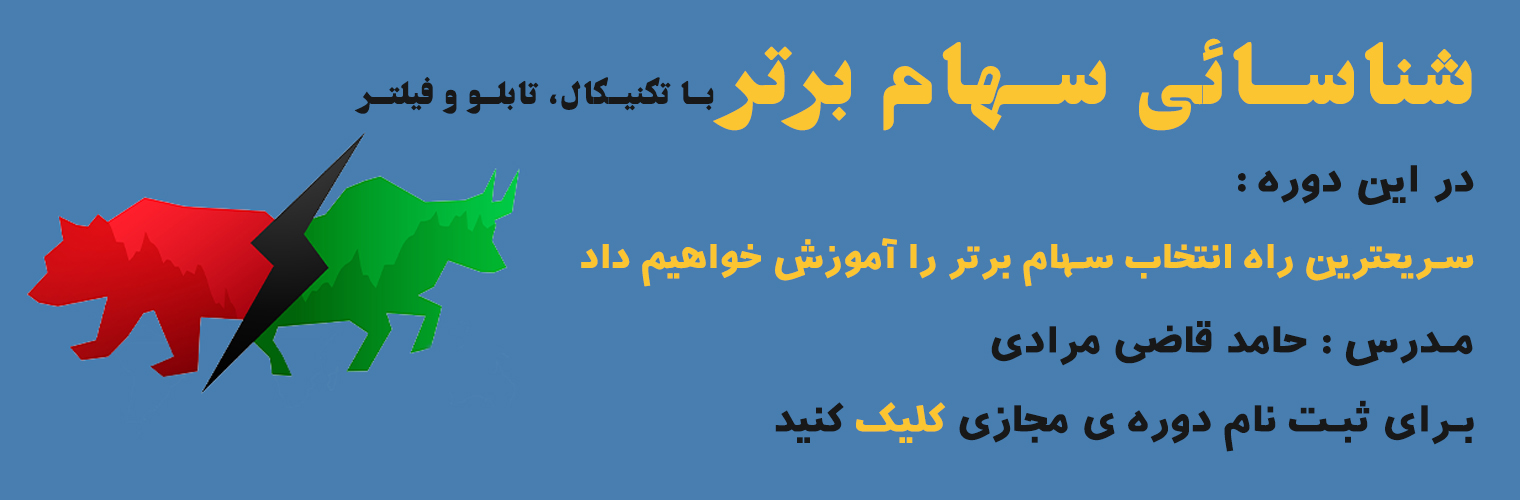 شناسائی سهام برتر با تکنیکال، تابلو و فیلتر
در این دوره :
سریعترین راه انتخاب سهام برتر را آموزش خواهیم داد
مدرس : حامد قاضی مرادی
برای ثبت نام دوره ی مجازی کلیک کنید